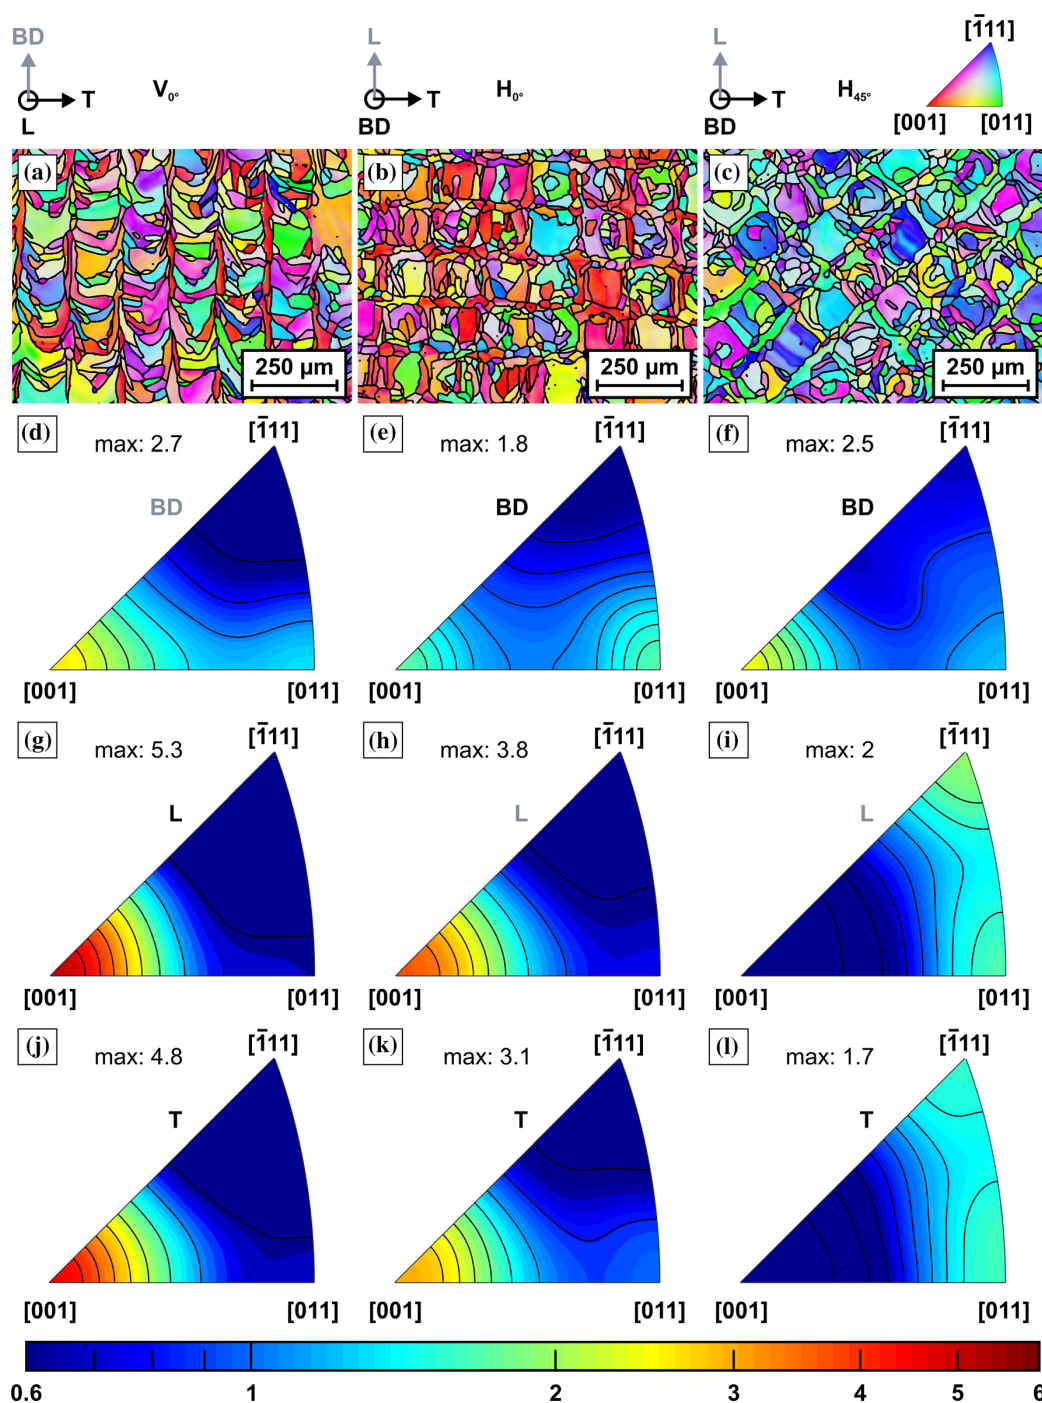 BD L L [1̅11]
T V0° T H0° T H45°
L BD BD [001] [011]
(a) (b) (c)
250 µm 250 µm 250 µm
(d) max: 2.7 [1̅11] (e) max: 1.8 [1̅11] (f) max: 2.5 [1̅11]
BD BD BD
[001] [011] [001] [011] [001] [011]
(g) max: 5.3 [1̅11] (h) max: 3.8 [1̅11] (i) max: 2 [1̅11]
L L L
[001] [011] [001] [011] [001] [011]
(j) max: 4.8 [1̅11] (k) max: 3.1 [1̅11] (l) max: 1.7 [1̅11]
T T T
[001] [011] [001] [011] [001] [011]
0.6 1 2 3 4 5 6